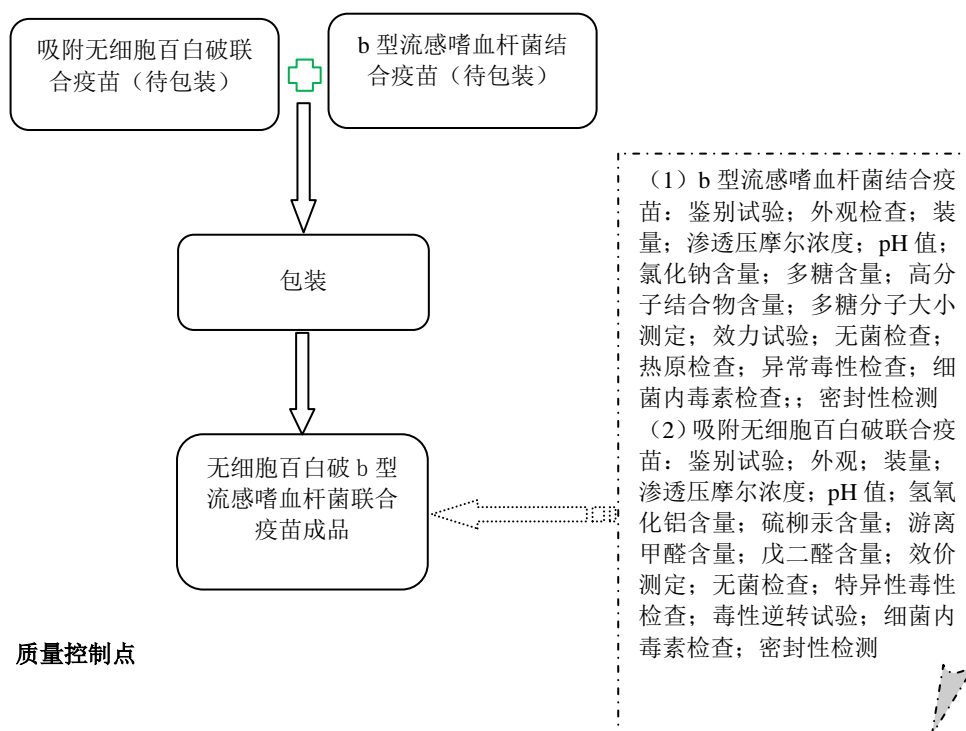 吸附无细胞百白破联
合疫苗（待包装）
b 型流感嗜血杆菌结
合疫苗（待包装）
包装
无细胞百白破 b 型
流感嗜血杆菌联合
疫苗成品
（1）b 型流感嗜血杆菌结合疫
苗：鉴别试验；外观检查；装
量；渗透压摩尔浓度；pH 值；
氯化钠含量；多糖含量；高分
子结合物含量；多糖分子大小
测定；效力试验；无菌检查；
热原检查；异常毒性检查；细
菌内毒素检查；；密封性检测
（2）吸附无细胞百白破联合疫
苗：鉴别试验；外观；装量；
渗透压摩尔浓度；pH 值；氢氧
化铝含量；硫柳汞含量；游离
甲醛含量；戊二醛含量；效价
测定；无菌检查；特异性毒性
检查；毒性逆转试验；细菌内
毒素检查；密封性检测
质量控制点